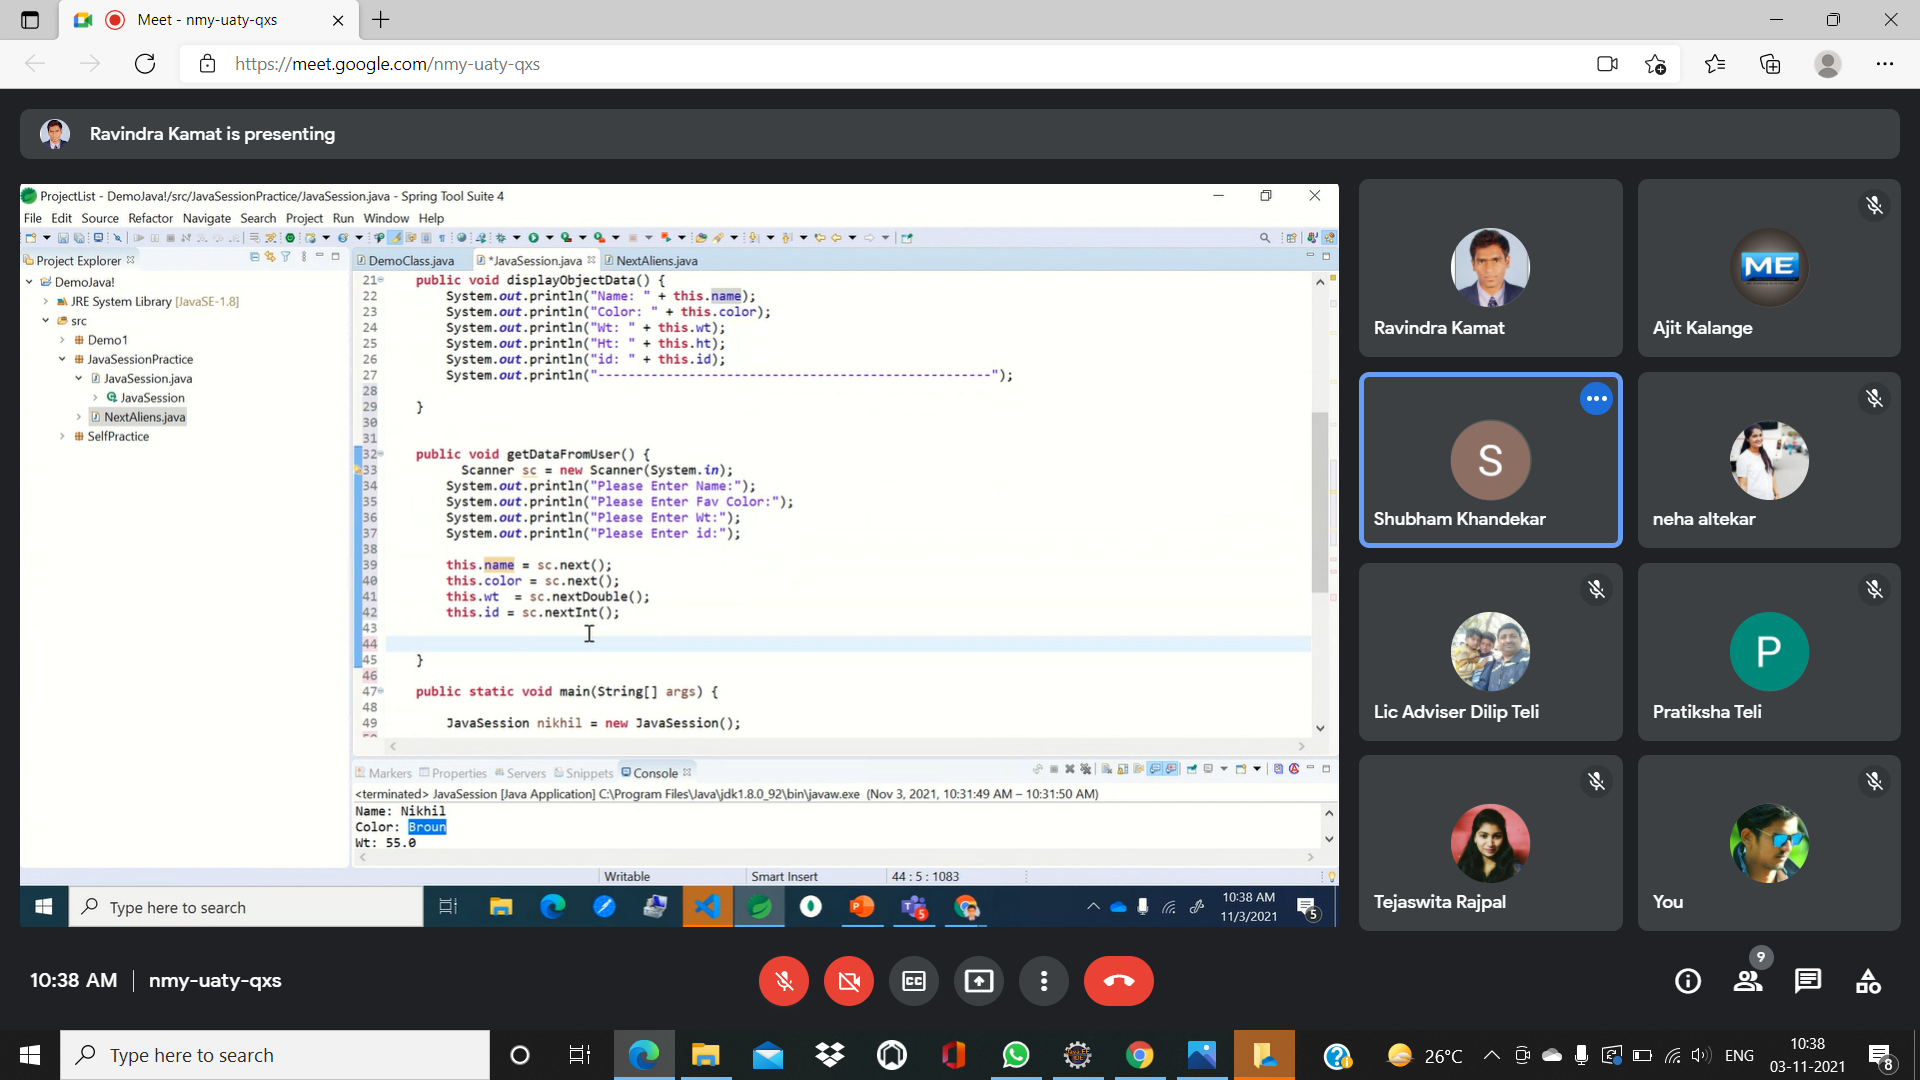 Meet - nmy-uaty-qxs
https://meet.google.com/nmy-uaty-qxs
Ravindra Kamat is presenting
ProjectList - DemoJava!/src/JavaSessionPractice/JavaSession.java - Spring Tool Suite 4
File Edit Source Refactor Navigate Search Project Run Window Help
Project Explorer
DemoJava!
JRE System Library [JavaSE-1.8]
src
Demo1
JavaSessionPractice
JavaSession.java
JavaSession
NextAliens.java
SelfPractice
DemoClass.java
*JavaSession.java
NextAliens.java
21 public void displayObjectData() {
22 System.out.println("Name: " + this.name);
23 System.out.println("Color: " + this.color);
24 System.out.println("Wt: " + this.wt);
25 System.out.println("Ht: " + this.ht);
26 System.out.println("id: " + this.id);
27 System.out.println("----------------------------------------------------");
28
29 }
30
31
32 public void getDataFromUser() {
33 Scanner sc = new Scanner(System.in);
34 System.out.println("Please Enter Name:");
35 System.out.println("Please Enter Fav Color:");
36 System.out.println("Please Enter Wt:");
37 System.out.println("Please Enter id:");
38
39 this.name = sc.next();
40 this.color = sc.next();
41 this.wt = sc.nextDouble();
42 this.id = sc.nextInt();
43
44
45 }
46
47 public static void main(String[] args) {
48
49 JavaSession nikhil = new JavaSession();
Markers Properties Servers Snippets Console
<terminated> JavaSession [Java Application] C:\Program Files\Java\jdk1.8.0_92\bin\javaw.exe (Nov 3, 2021, 10:31:49 AM – 10:31:50 AM)
Name: Nikhil
Color: Broun
Wt: 55.0
Writable
Smart Insert
44 : 5 : 1083
Type here to search
5
10:38 AM
11/3/2021
5
Ravindra Kamat
ME
Ajit Kalange
S
Shubham Khandekar
neha altekar
Lic Adviser Dilip Teli
P
Pratiksha Teli
Tejaswita Rajpal
You
10:38 AM
nmy-uaty-qxs
CC
9
Type here to search
26°C
ENG
10:38
03-11-2021
8